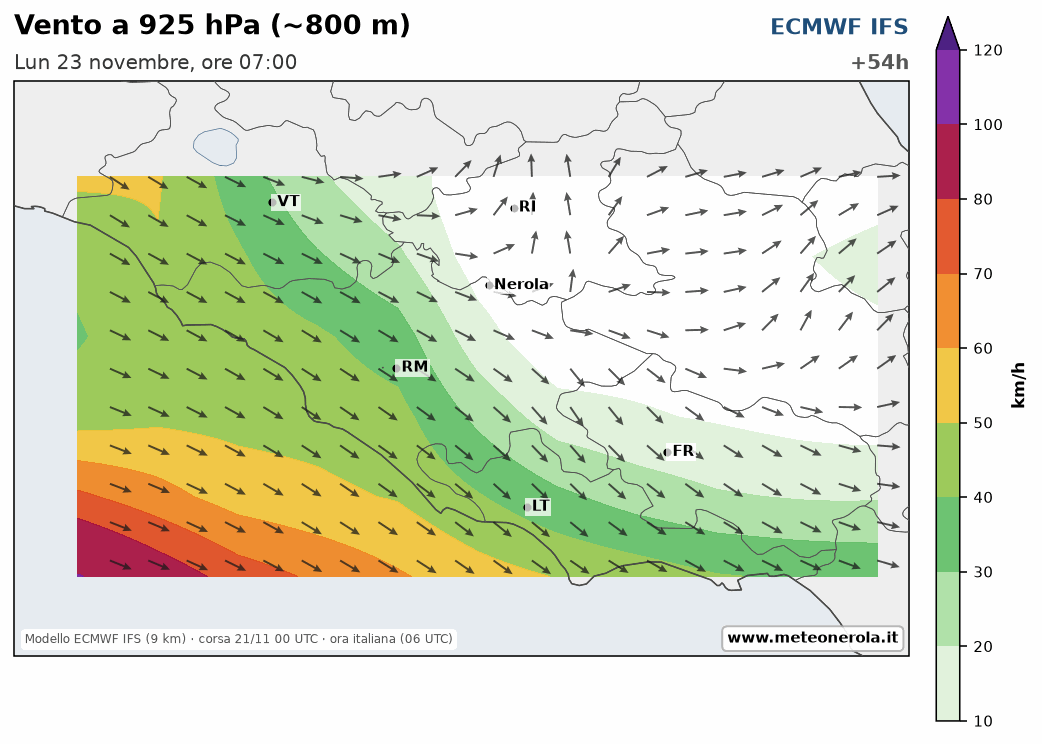 Vento a 925 hPa (~800 m)
ECMWF IFS
Lun 23 novembre, ore 07:00
+54h
VT
RI
Nerola
RM
FR
LT
120
100
80
70
60
50
40
30
20
10
km/h
Modello ECMWF IFS (9 km) · corsa 21/11 00 UTC · ora italiana (06 UTC)
www.meteonerola.it